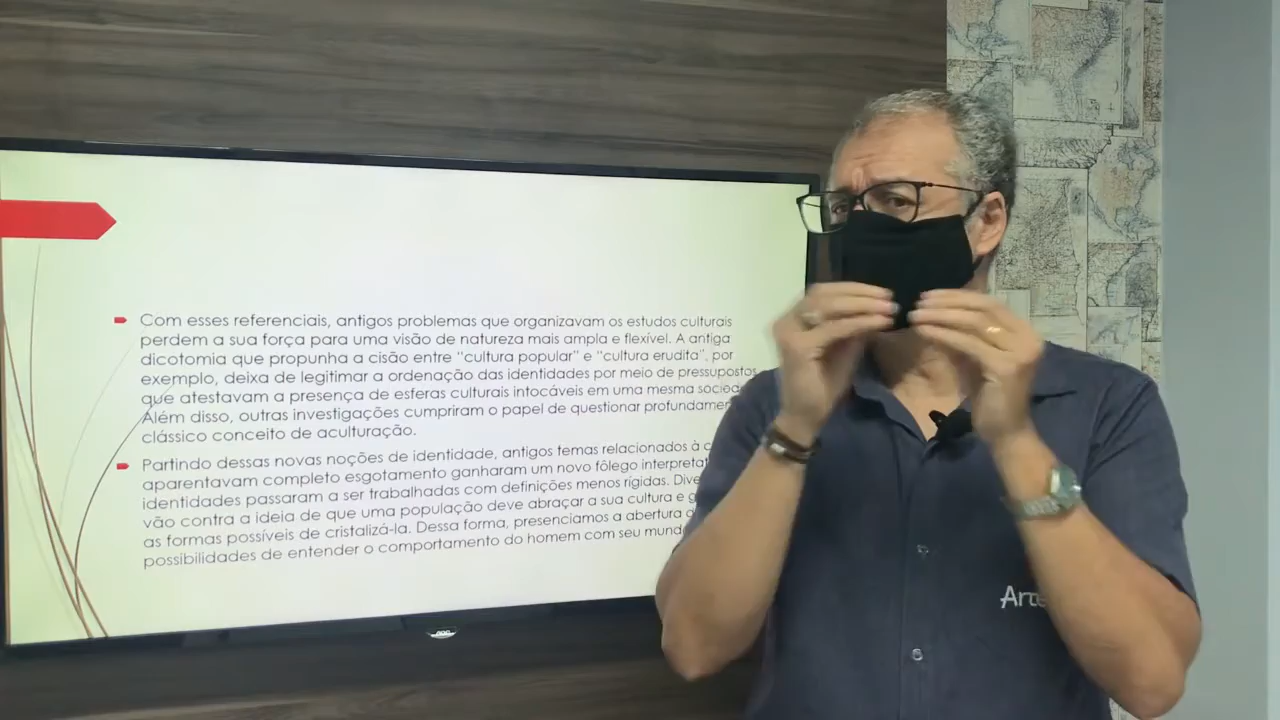 Com esses referenciais, antigos problemas que organizavam os estudos culturais
perdem a sua força para uma visão de natureza mais ampla e flexível. A antiga
dicotomia que propunha a cisão entre “cultura popular” e “cultura erudita”, por
exemplo, deixa de legitimar a ordenação das identidades por meio de pressupostos
que atestavam a presença de esferas culturais intocáveis em uma mesma
Além disso, outras investigações cumpriram o papel de questionar
clássico conceito de aculturação.
Partindo dessas novas noções de identidade, antigos temas relacionados à
aparentavam completo esgotamento ganharam um novo fôlego
identidades passaram a ser trabalhadas com definições menos rígidas.
vão contra a ideia de que uma população deve abraçar a sua cultura e
as formas possíveis de cristalizá-la. Dessa forma, presenciamos a abertura
possibilidades de entender o comportamento do homem com seu
AOC